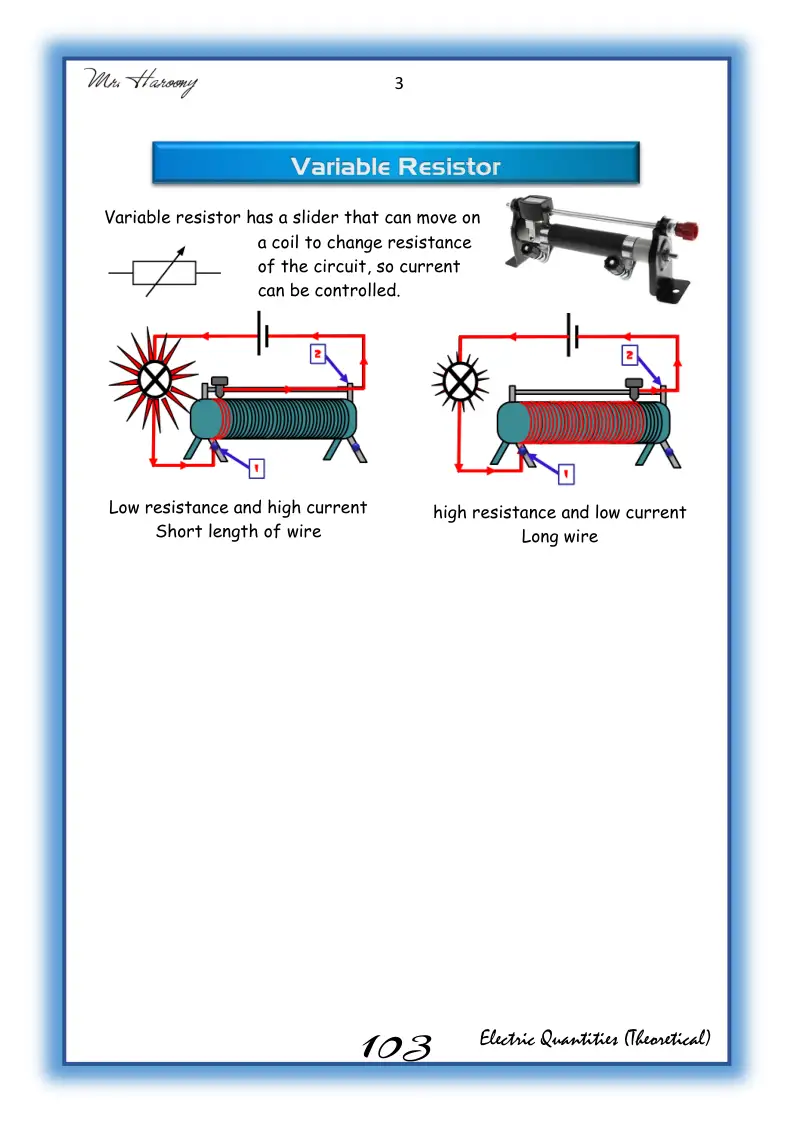 Mr. Haroony
3
Variable Resistor
Variable resistor has a slider that can move on
a coil to change resistance
of the circuit, so current
can be controlled.
2
1
2
1
Low resistance and high current
Short length of wire
high resistance and low current
Long wire
103
Electric Quantities (Theoretical)